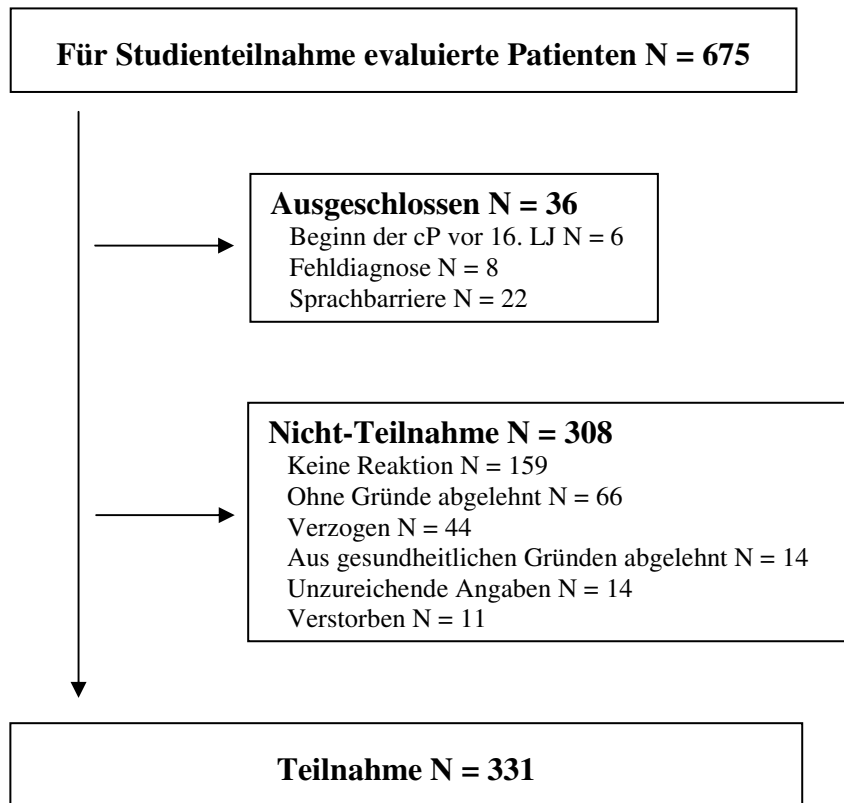 Für Studienteilnahme evaluierte Patienten N = 675
Ausgeschlossen N = 36
Beginn der cP vor 16. LJ N = 6
Fehldiagnose N = 8
Sprachbarriere N = 22
Nicht-Teilnahme N = 308
Keine Reaktion N = 159
Ohne Gründe abgelehnt N = 66
Verzogen N = 44
Aus gesundheitlichen Gründen abgelehnt N = 14
Unzureichende Angaben N = 14
Verstorben N = 11
Teilnahme N = 331